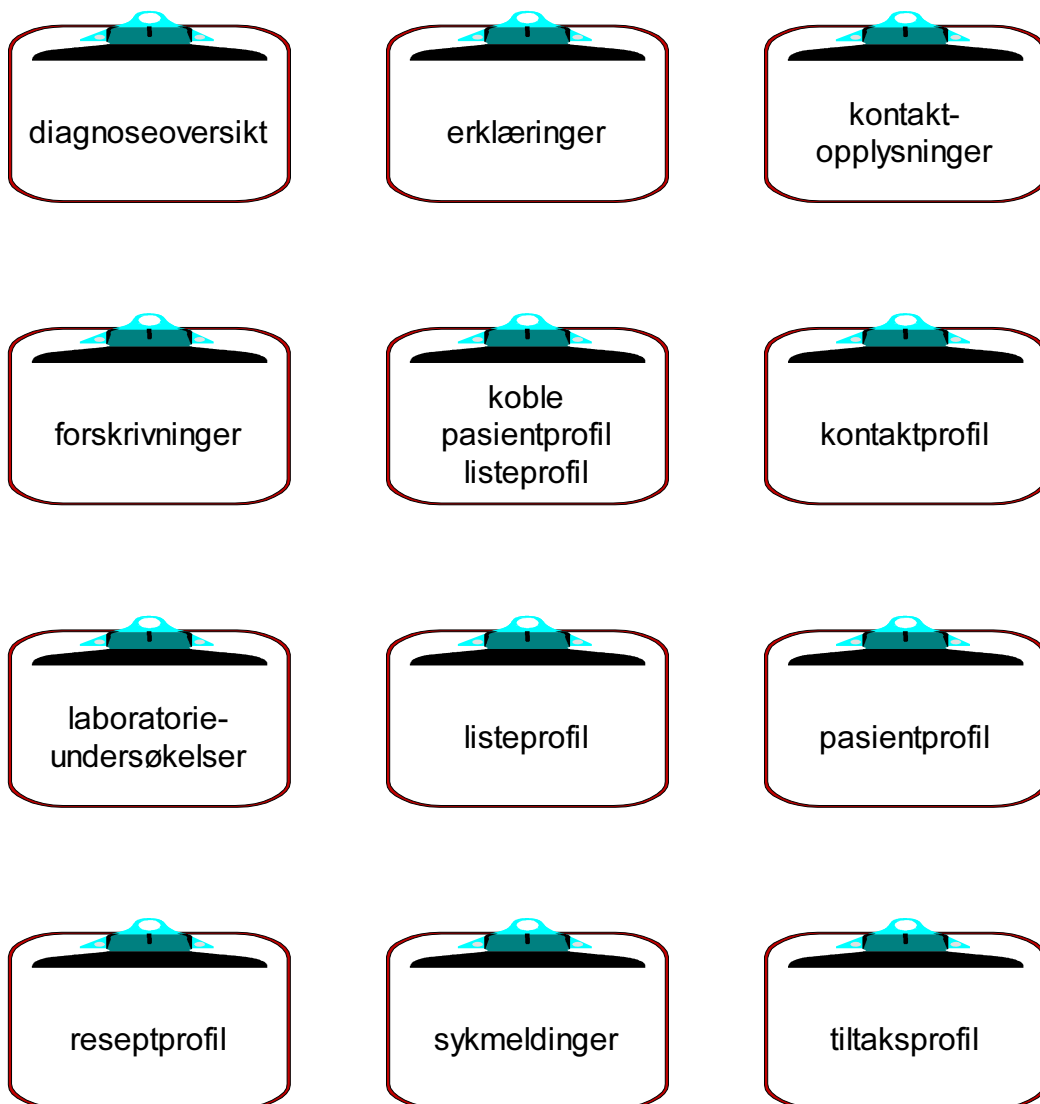 diagnoseoversikt
erklæringer
kontakt-
opplysninger
forskrivninger
koble
pasientprofil
listeprofil
kontaktprofil
laboratorie-
undersøkelser
listeprofil
pasientprofil
reseptprofil
sykmeldinger
tiltaksprofil